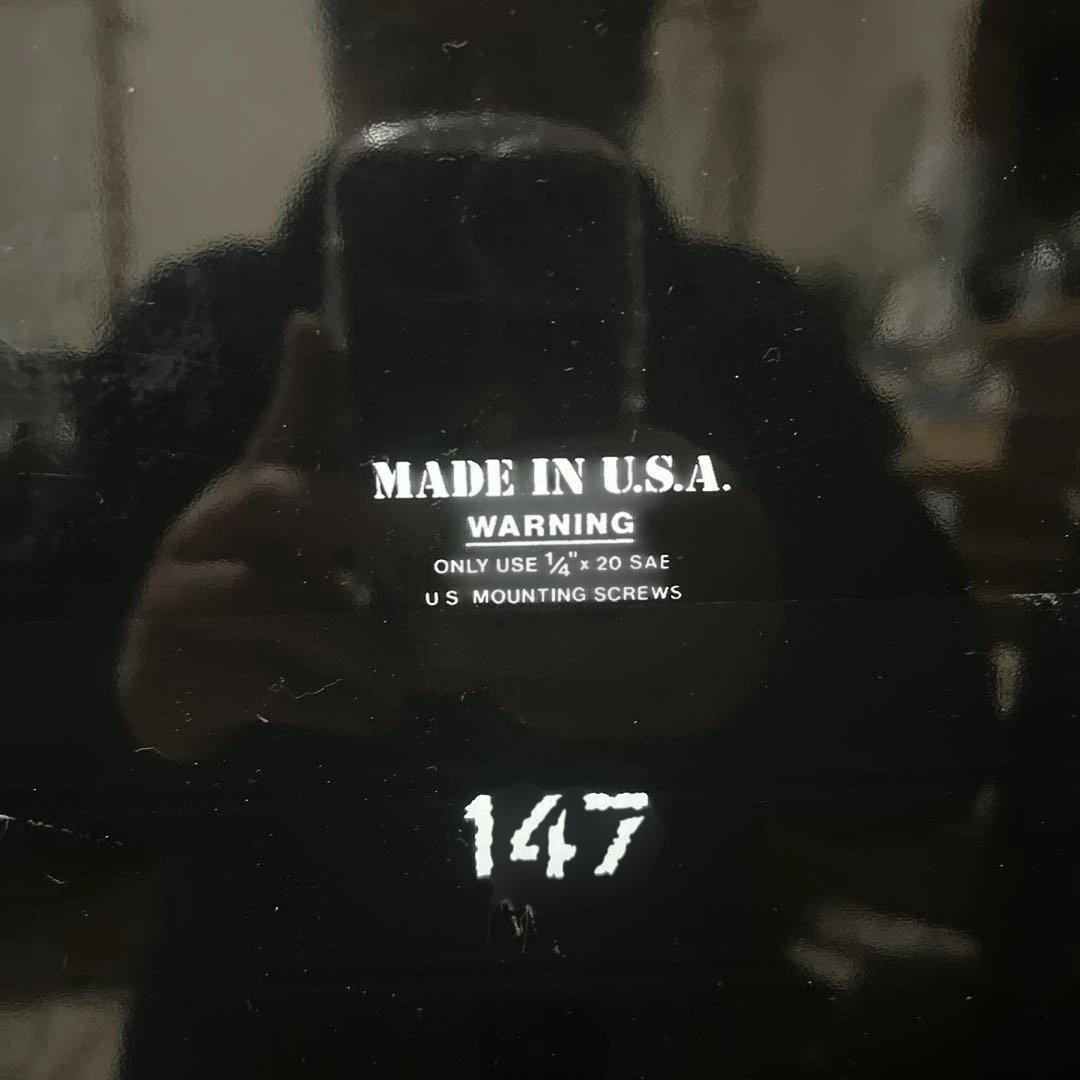 MADE IN U.S.A.
WARNING
ONLY USE 1/4" x 20 SAE
U S MOUNTING SCREWS
147